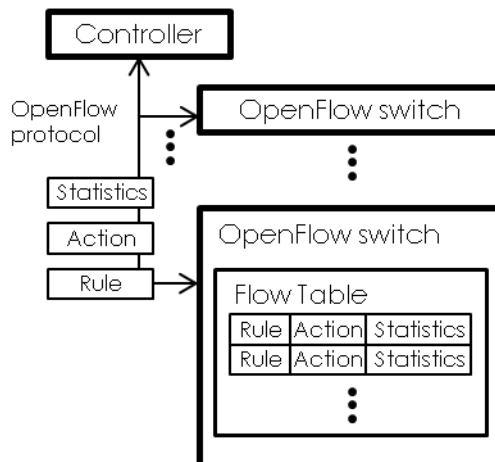 Controller
OpenFlow
protocol
OpenFlow switch
Statistics
Action
Rule
OpenFlow switch
Flow Table
Rule Action Statistics
Rule Action Statistics